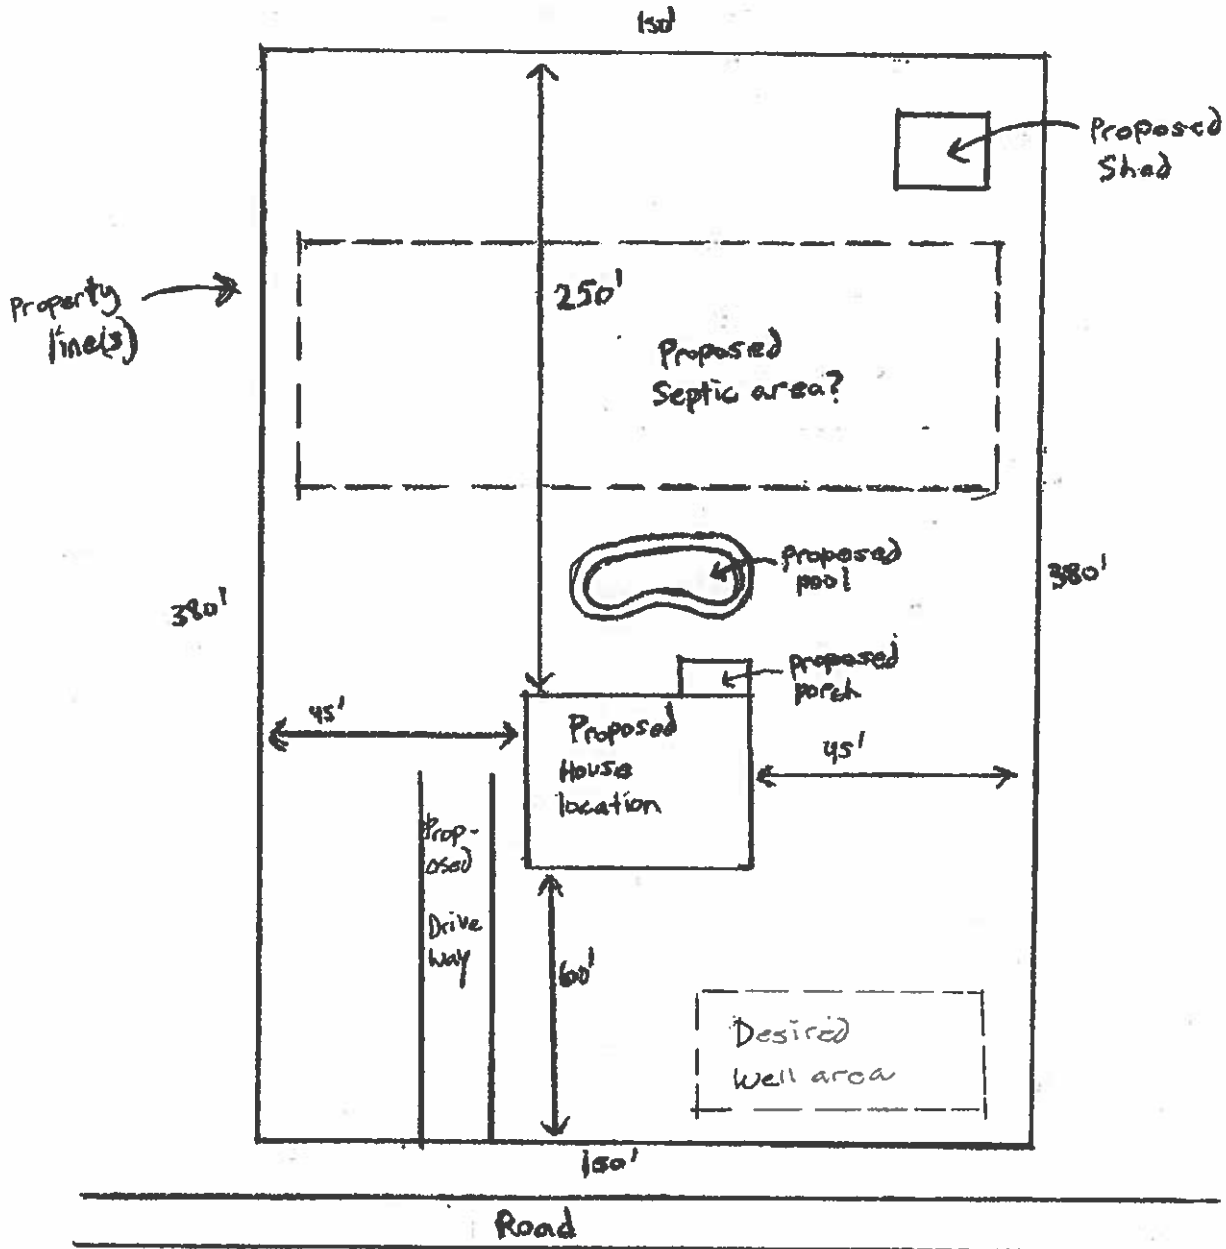 150'
Proposed
Shed
Property
line(s)
250'
Proposed
Septic area?
380'
proposed
pool
380'
proposed
porch
45'
Proposed
House
location
45'
Prop-
osed
Drive
way
60'
Desired
Well area
150'
Road